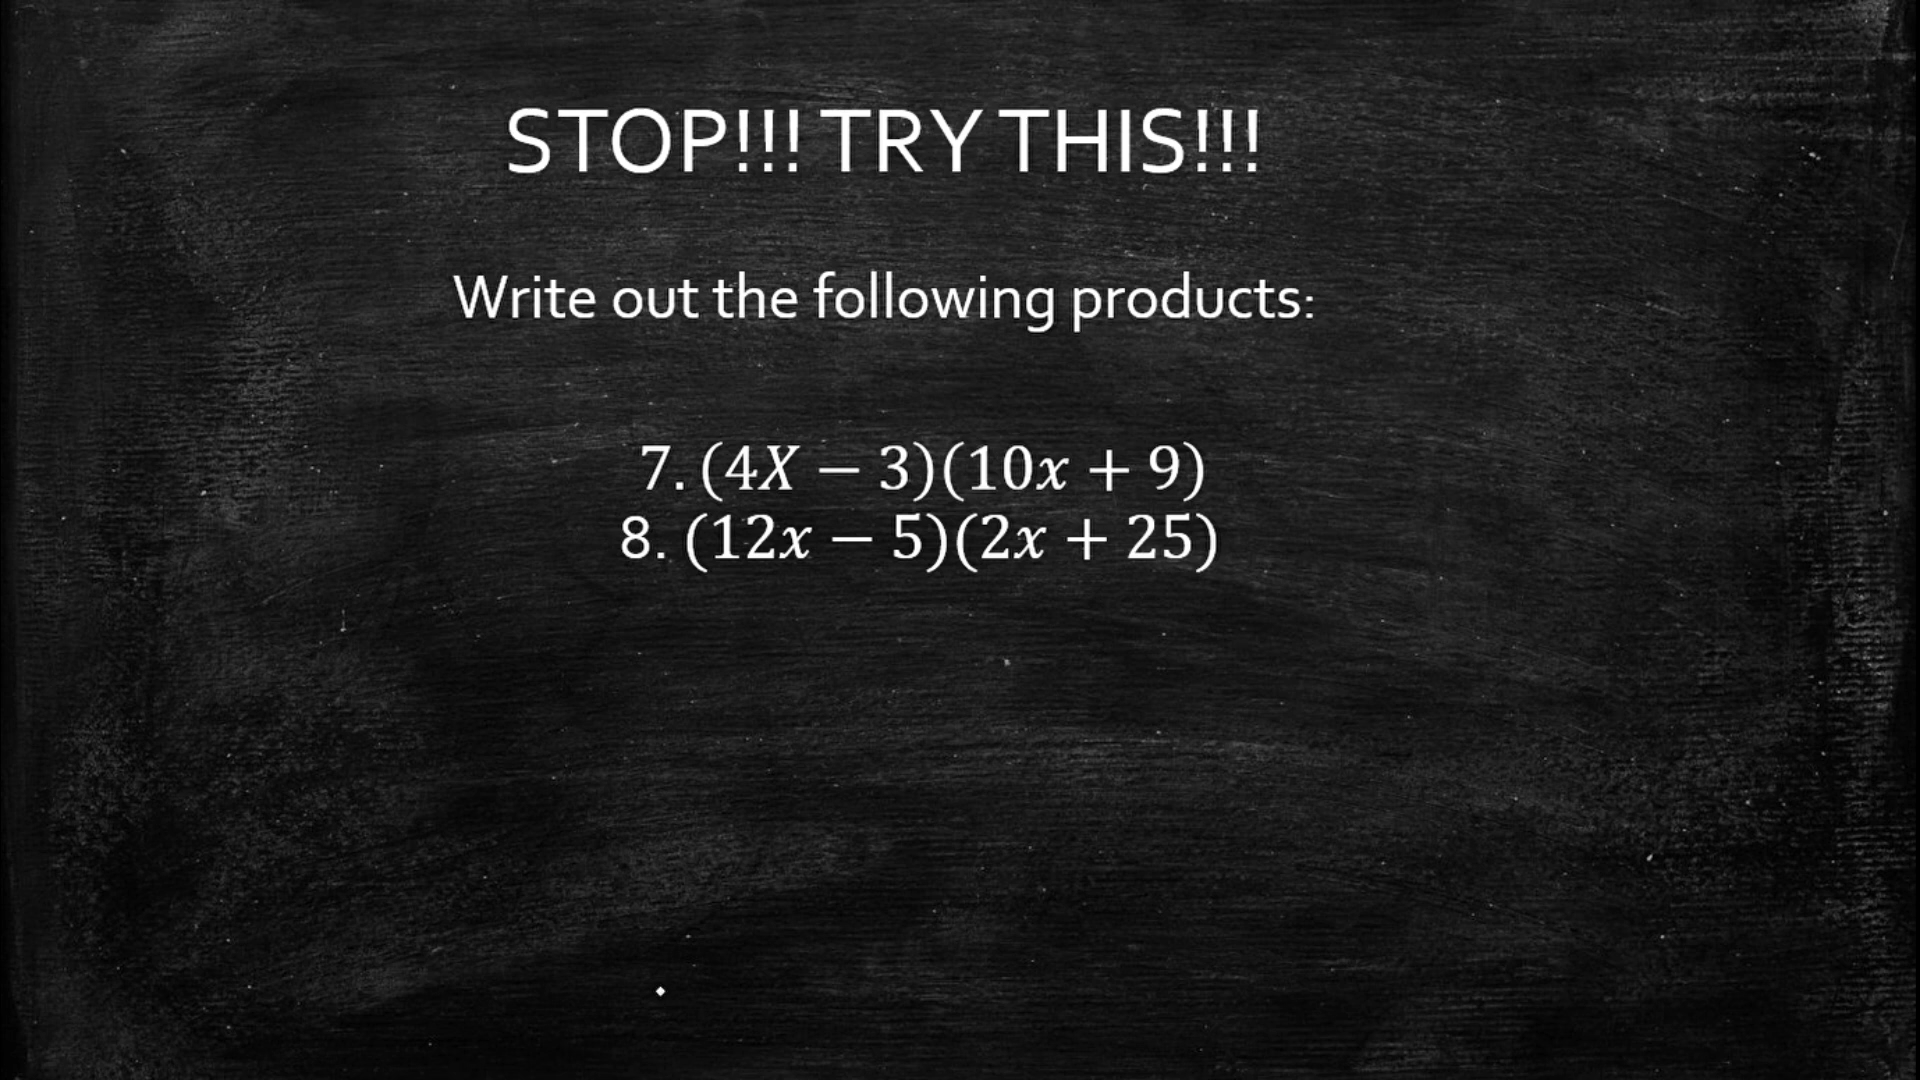 STOP!!! TRY THIS!!!
Write out the following products:
7. (4X − 3)(10x + 9)
8. (12x − 5)(2x + 25)